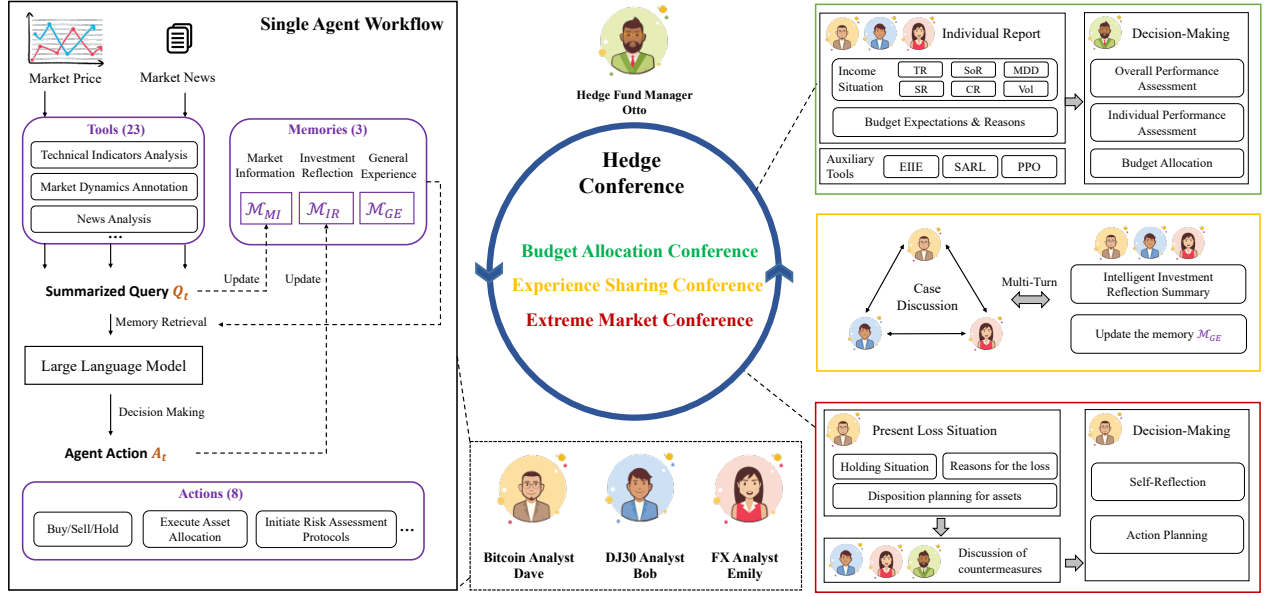 Single Agent Workflow
Market Price
Market News
Tools (23)
Technical Indicators Analysis
Market Dynamics Annotation
News Analysis
...
Memories (3)
Market
Information
Investment
Reflection
General
Experience
M_MI
M_IR
M_GE
Update
Update
Summarized Query Q_t
Memory Retrieval
Large Language Model
Decision Making
Agent Action A_t
Actions (8)
Buy/Sell/Hold
Execute Asset
Allocation
Initiate Risk Assessment
Protocols
...
Hedge Fund Manager
Otto
Hedge
Conference
Budget Allocation Conference
Experience Sharing Conference
Extreme Market Conference
Bitcoin Analyst
Dave
DJ30 Analyst
Bob
FX Analyst
Emily
Individual Report
Income
Situation
TR
SoR
MDD
SR
CR
Vol
Budget Expectations & Reasons
Auxiliary
Tools
EIIE
SARL
PPO
Decision-Making
Overall Performance
Assessment
Individual Performance
Assessment
Budget Allocation
Case
Discussion
Multi-Turn
Intelligent Investment
Reflection Summary
Update the memory M_GE
Present Loss Situation
Holding Situation
Reasons for the loss
Disposition planning for assets
Discussion of
countermeasures
Decision-Making
Self-Reflection
Action Planning